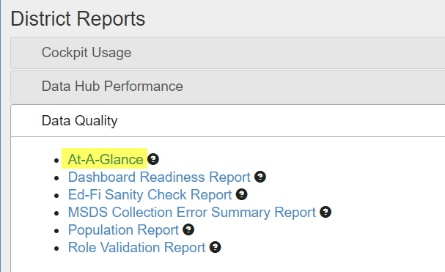 District Reports
Cockpit Usage
Data Hub Performance
Data Quality
At-A-Glance
Dashboard Readiness Report
Ed-Fi Sanity Check Report
MSDS Collection Error Summary Report
Population Report
Role Validation Report